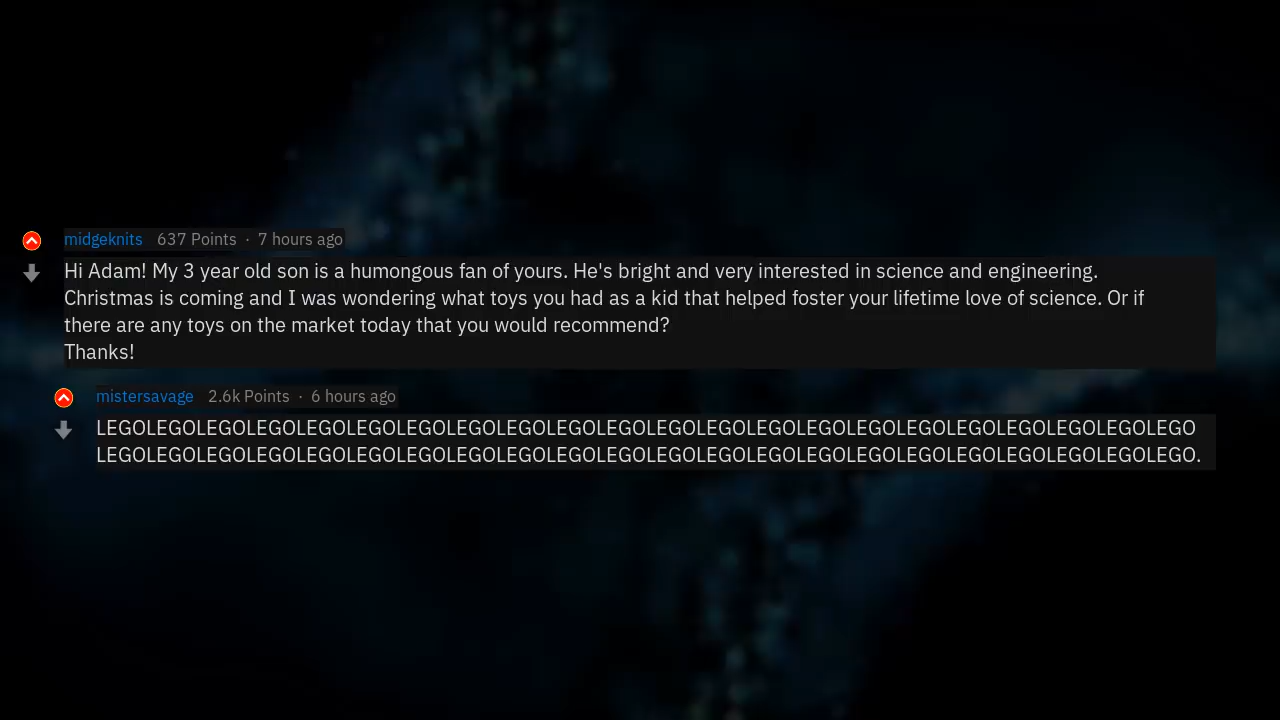 midgeknits 637 Points · 7 hours ago
Hi Adam! My 3 year old son is a humongous fan of yours. He's bright and very interested in science and engineering.
Christmas is coming and I was wondering what toys you had as a kid that helped foster your lifetime love of science. Or if
there are any toys on the market today that you would recommend?
Thanks!
mistersavage 2.6k Points · 6 hours ago
LEGOLEGOLEGOLEGOLEGOLEGOLEGOLEGOLEGOLEGOLEGOLEGOLEGOLEGOLEGOLEGOLEGOLEGOLEGOLEGOLEGOLEGO
LEGOLEGOLEGOLEGOLEGOLEGOLEGOLEGOLEGOLEGOLEGOLEGOLEGOLEGOLEGOLEGOLEGOLEGOLEGOLEGOLEGOLEGO.